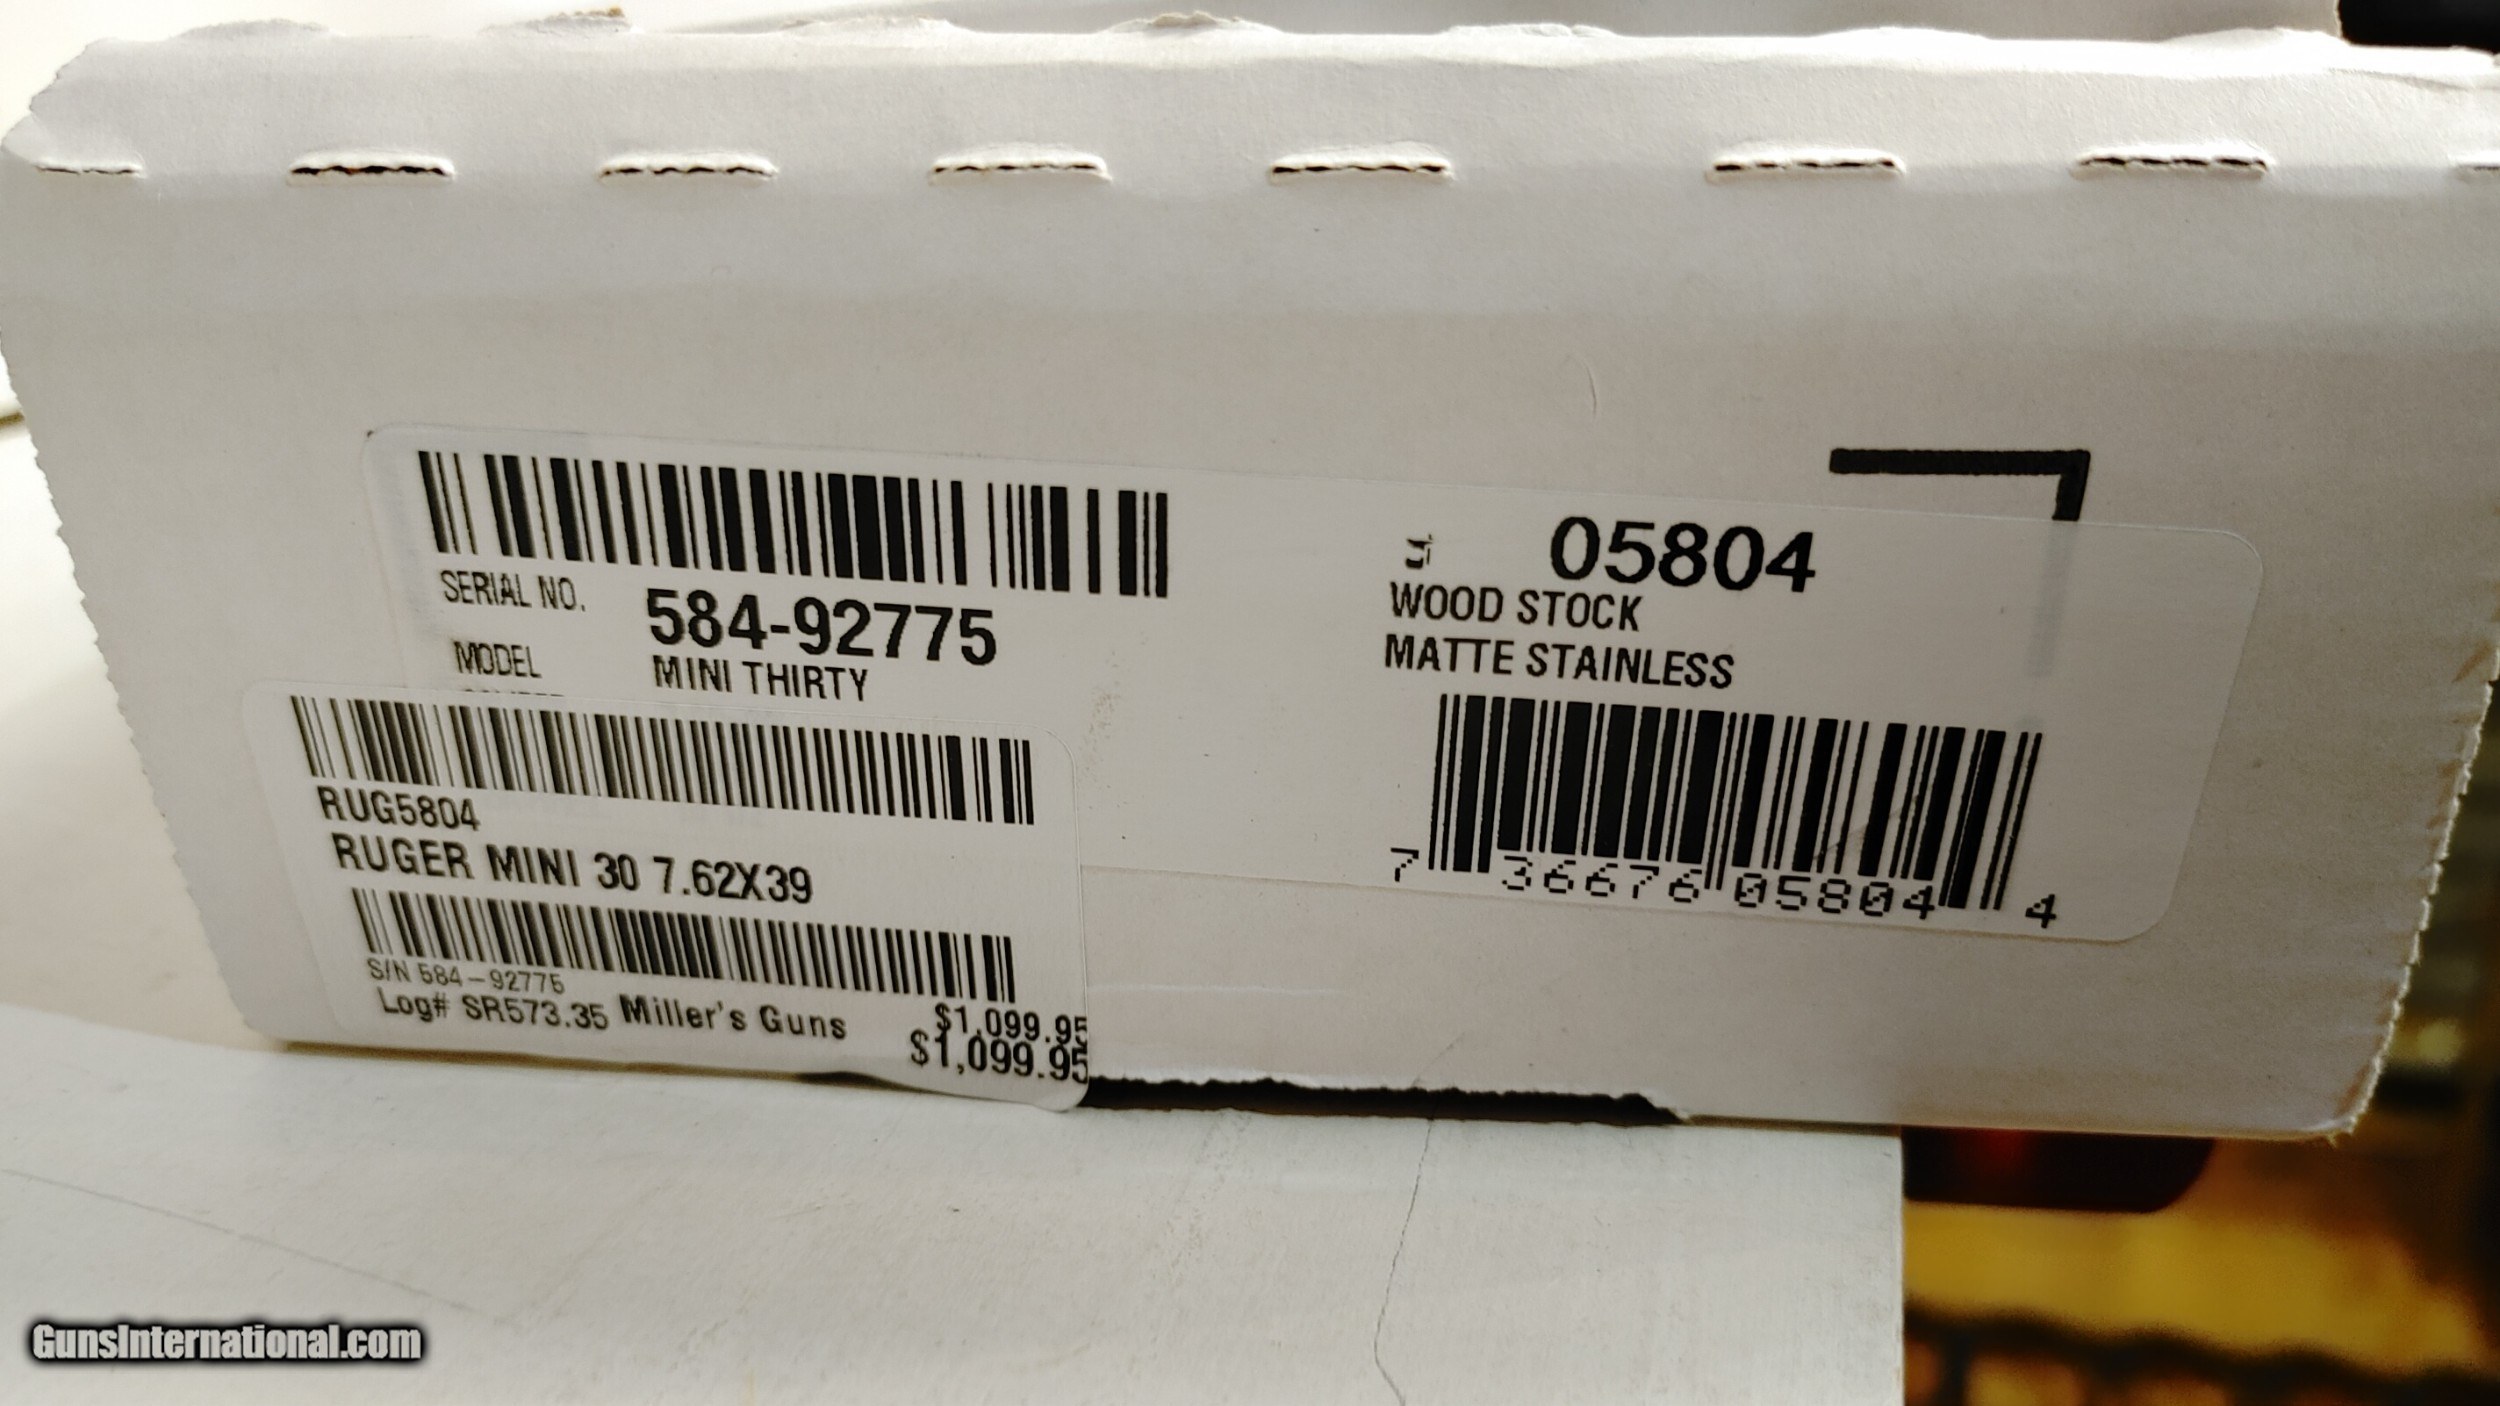 SERIAL NO. 584-92775
MODEL MINI THIRTY
05804
WOOD STOCK
MATTE STAINLESS
7 36676 05804 4
RUG5804
RUGER MINI 30 7.62X39
S/N 584-92775
Log# SR573.35 Miller's Guns $1,099.95
$1,099.95
GunsInternational.com